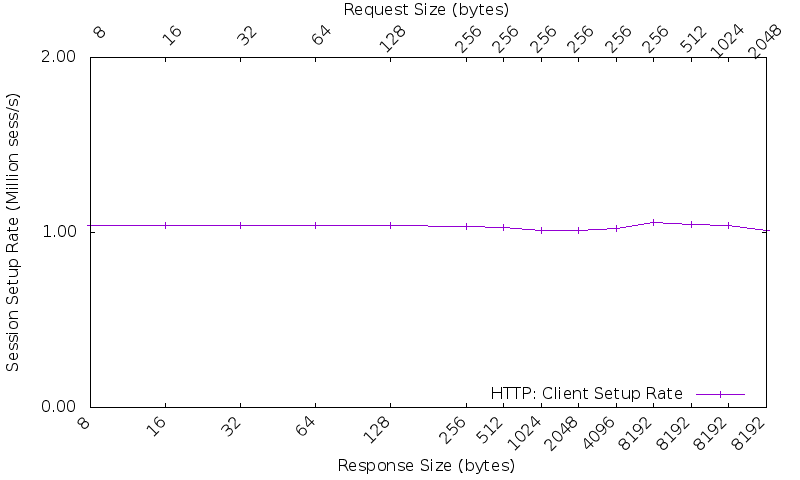 Request Size (bytes)
8 16 32 64 128 256 256 256 256 256 256 512 1024 2048
2.00
1.00
0.00
Session Setup Rate (Million sess/s)
HTTP: Client Setup Rate
8 16 32 64 128 256 512 1024 2048 4096 8192 8192 8192 8192
Response Size (bytes)